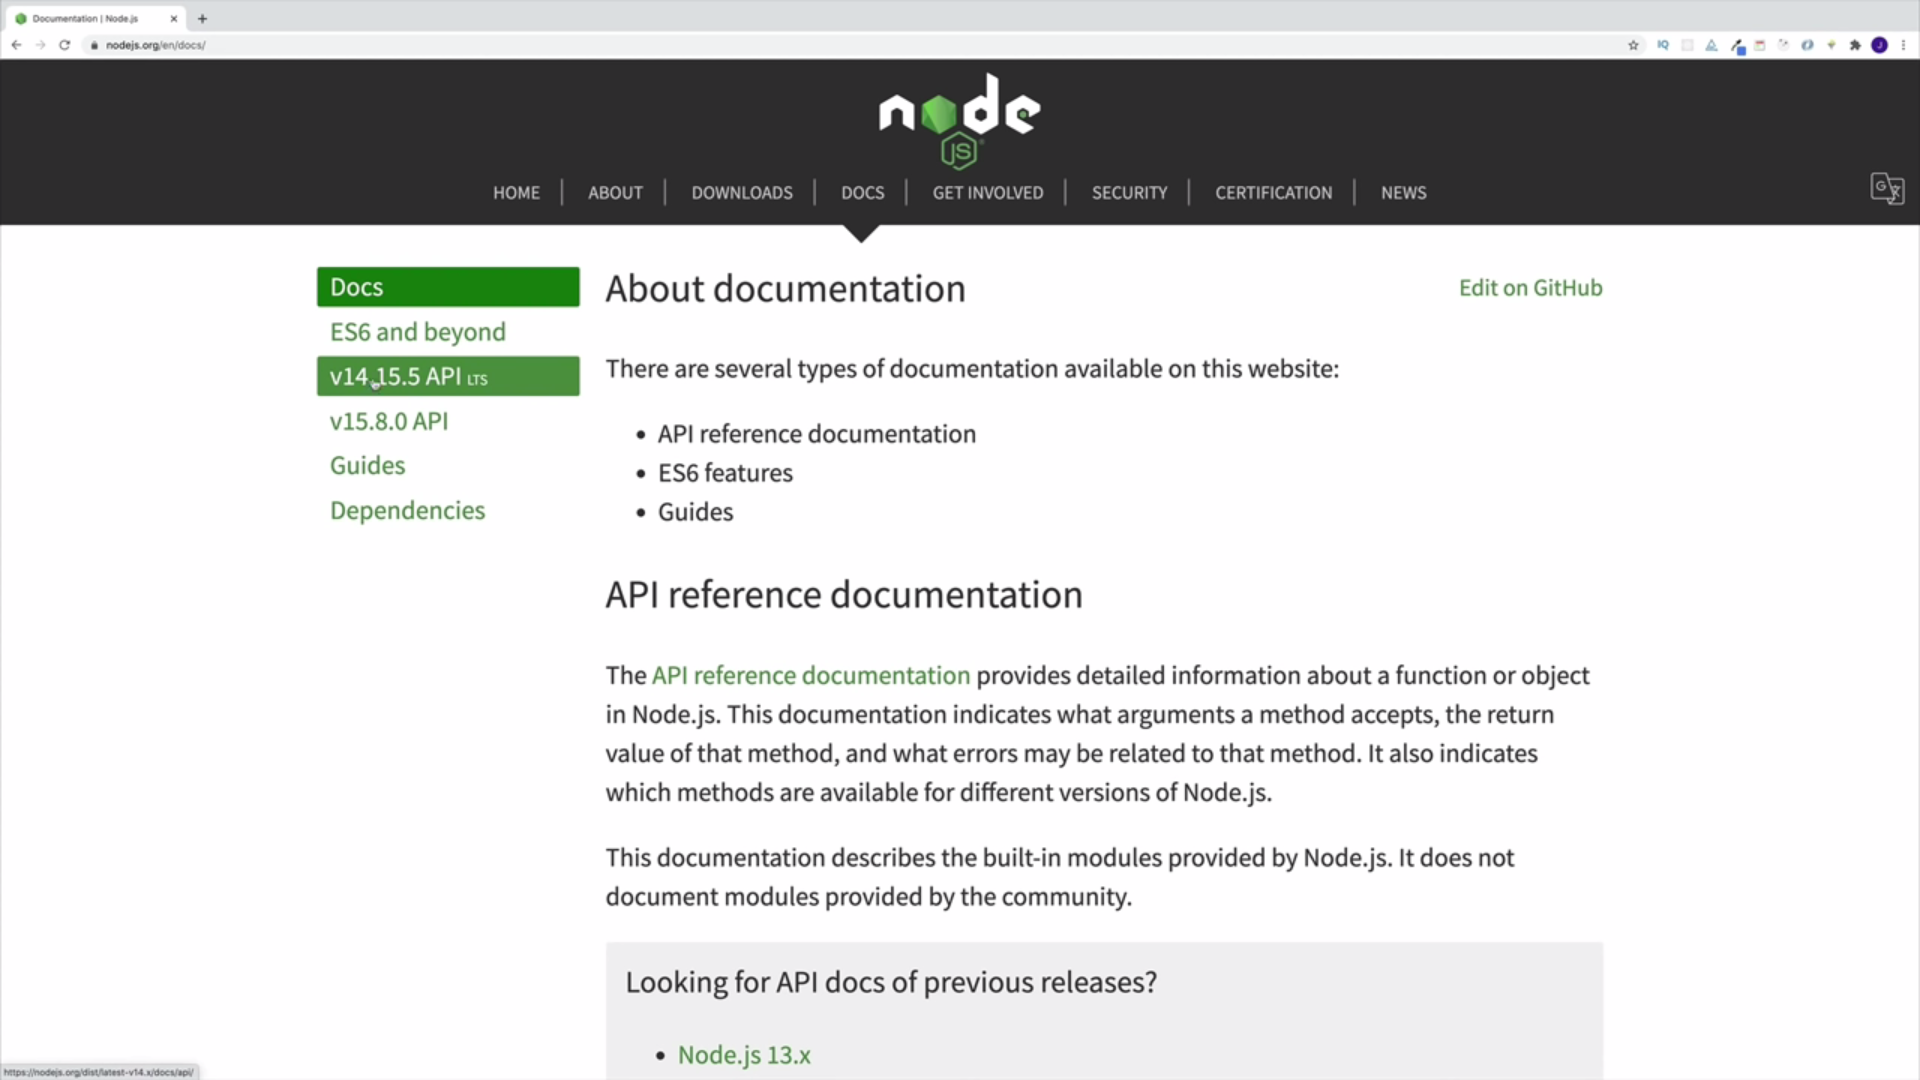 Documentation | Node.js
nodejs.org/en/docs/
node
JS
HOME
ABOUT
DOWNLOADS
DOCS
GET INVOLVED
SECURITY
CERTIFICATION
NEWS
Docs
ES6 and beyond
v14.15.5 API LTS
v15.8.0 API
Guides
Dependencies
About documentation
Edit on GitHub
There are several types of documentation available on this website:
• API reference documentation
• ES6 features
• Guides
API reference documentation
The API reference documentation provides detailed information about a function or object
in Node.js. This documentation indicates what arguments a method accepts, the return
value of that method, and what errors may be related to that method. It also indicates
which methods are available for different versions of Node.js.
This documentation describes the built-in modules provided by Node.js. It does not
document modules provided by the community.
Looking for API docs of previous releases?
• Node.js 13.x
https://nodejs.org/dist/latest-v14.x/docs/api/